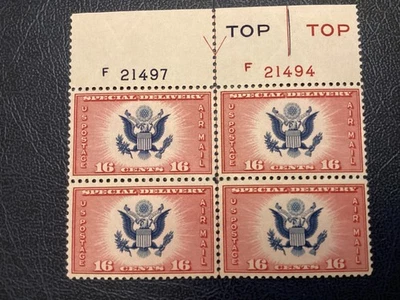 TOP TOP
F 21497 F 21494
SPECIAL DELIVERY SPECIAL DELIVERY
U.S. POSTAGE AIR MAIL U.S. POSTAGE AIR MAIL
16 CENTS 16 16 CENTS 16
SPECIAL DELIVERY SPECIAL DELIVERY
U.S. POSTAGE AIR MAIL U.S. POSTAGE AIR MAIL
16 CENTS 16 16 CENTS 16